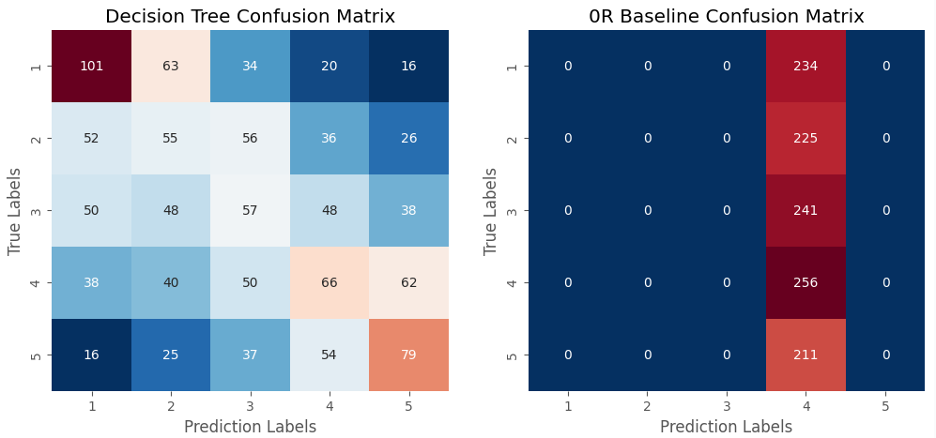 Decision Tree Confusion Matrix
True Labels
1 101 63 34 20 16
2 52 55 56 36 26
3 50 48 57 48 38
4 38 40 50 66 62
5 16 25 37 54 79
1 2 3 4 5
Prediction Labels
0R Baseline Confusion Matrix
True Labels
1 0 0 0 234 0
2 0 0 0 225 0
3 0 0 0 241 0
4 0 0 0 256 0
5 0 0 0 211 0
1 2 3 4 5
Prediction Labels